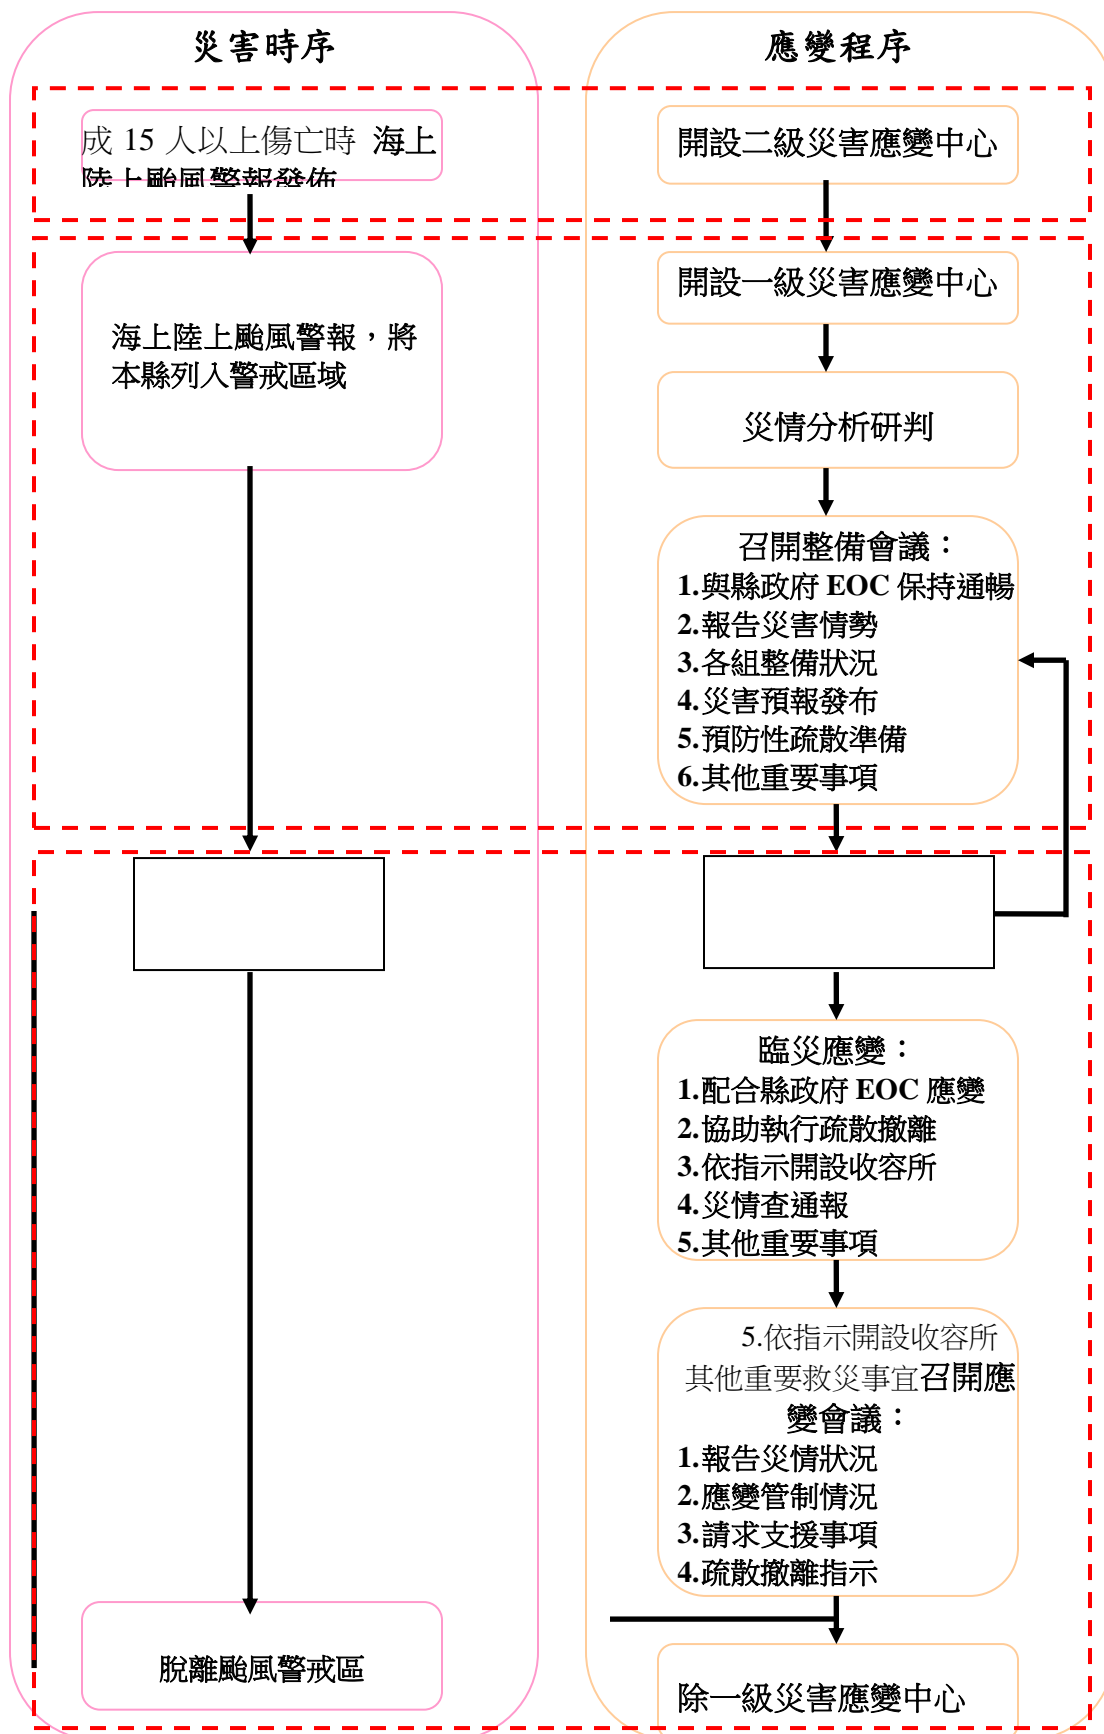 災害時序
成 15 人以上傷亡時 海上
陸上颱風警報發佈
海上陸上颱風警報，將
本縣列入警戒區域
脫離颱風警戒區
應變程序
開設二級災害應變中心
開設一級災害應變中心
災情分析研判
召開整備會議：
1.與縣政府 EOC 保持通暢
2.報告災害情勢
3.各組整備狀況
4.災害預報發布
5.預防性疏散準備
6.其他重要事項
臨災應變：
1.配合縣政府 EOC 應變
2.協助執行疏散撤離
3.依指示開設收容所
4.災情查通報
5.其他重要事項
5.依指示開設收容所
其他重要救災事宜召開應
變會議：
1.報告災情狀況
2.應變管制情況
3.請求支援事項
4.疏散撤離指示
除一級災害應變中心